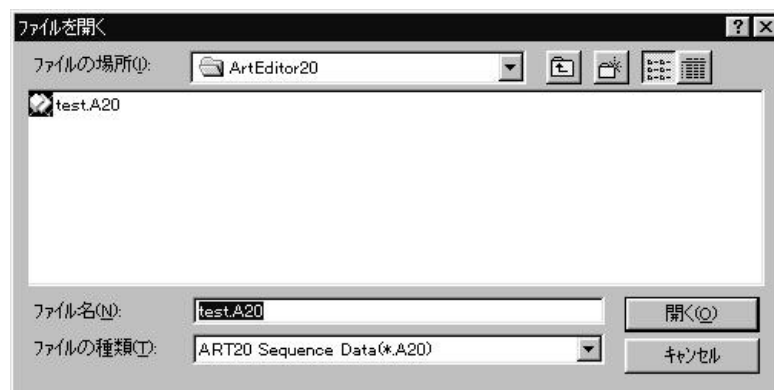 ファイルを開く
ファイルの場所(I):
ArtEditor20
test.A20
ファイル名(N):
test.A20
開く(O)
ファイルの種類(T):
ART20 Sequence Data(*.A20)
キャンセル